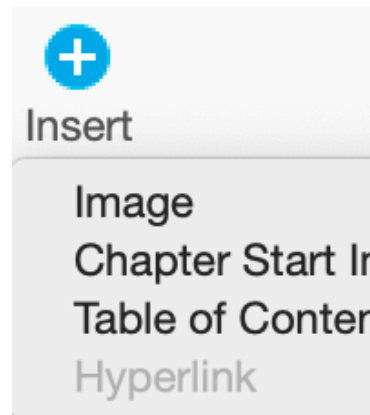 Insert
Image
Chapter Start
Table of
Hyperlink